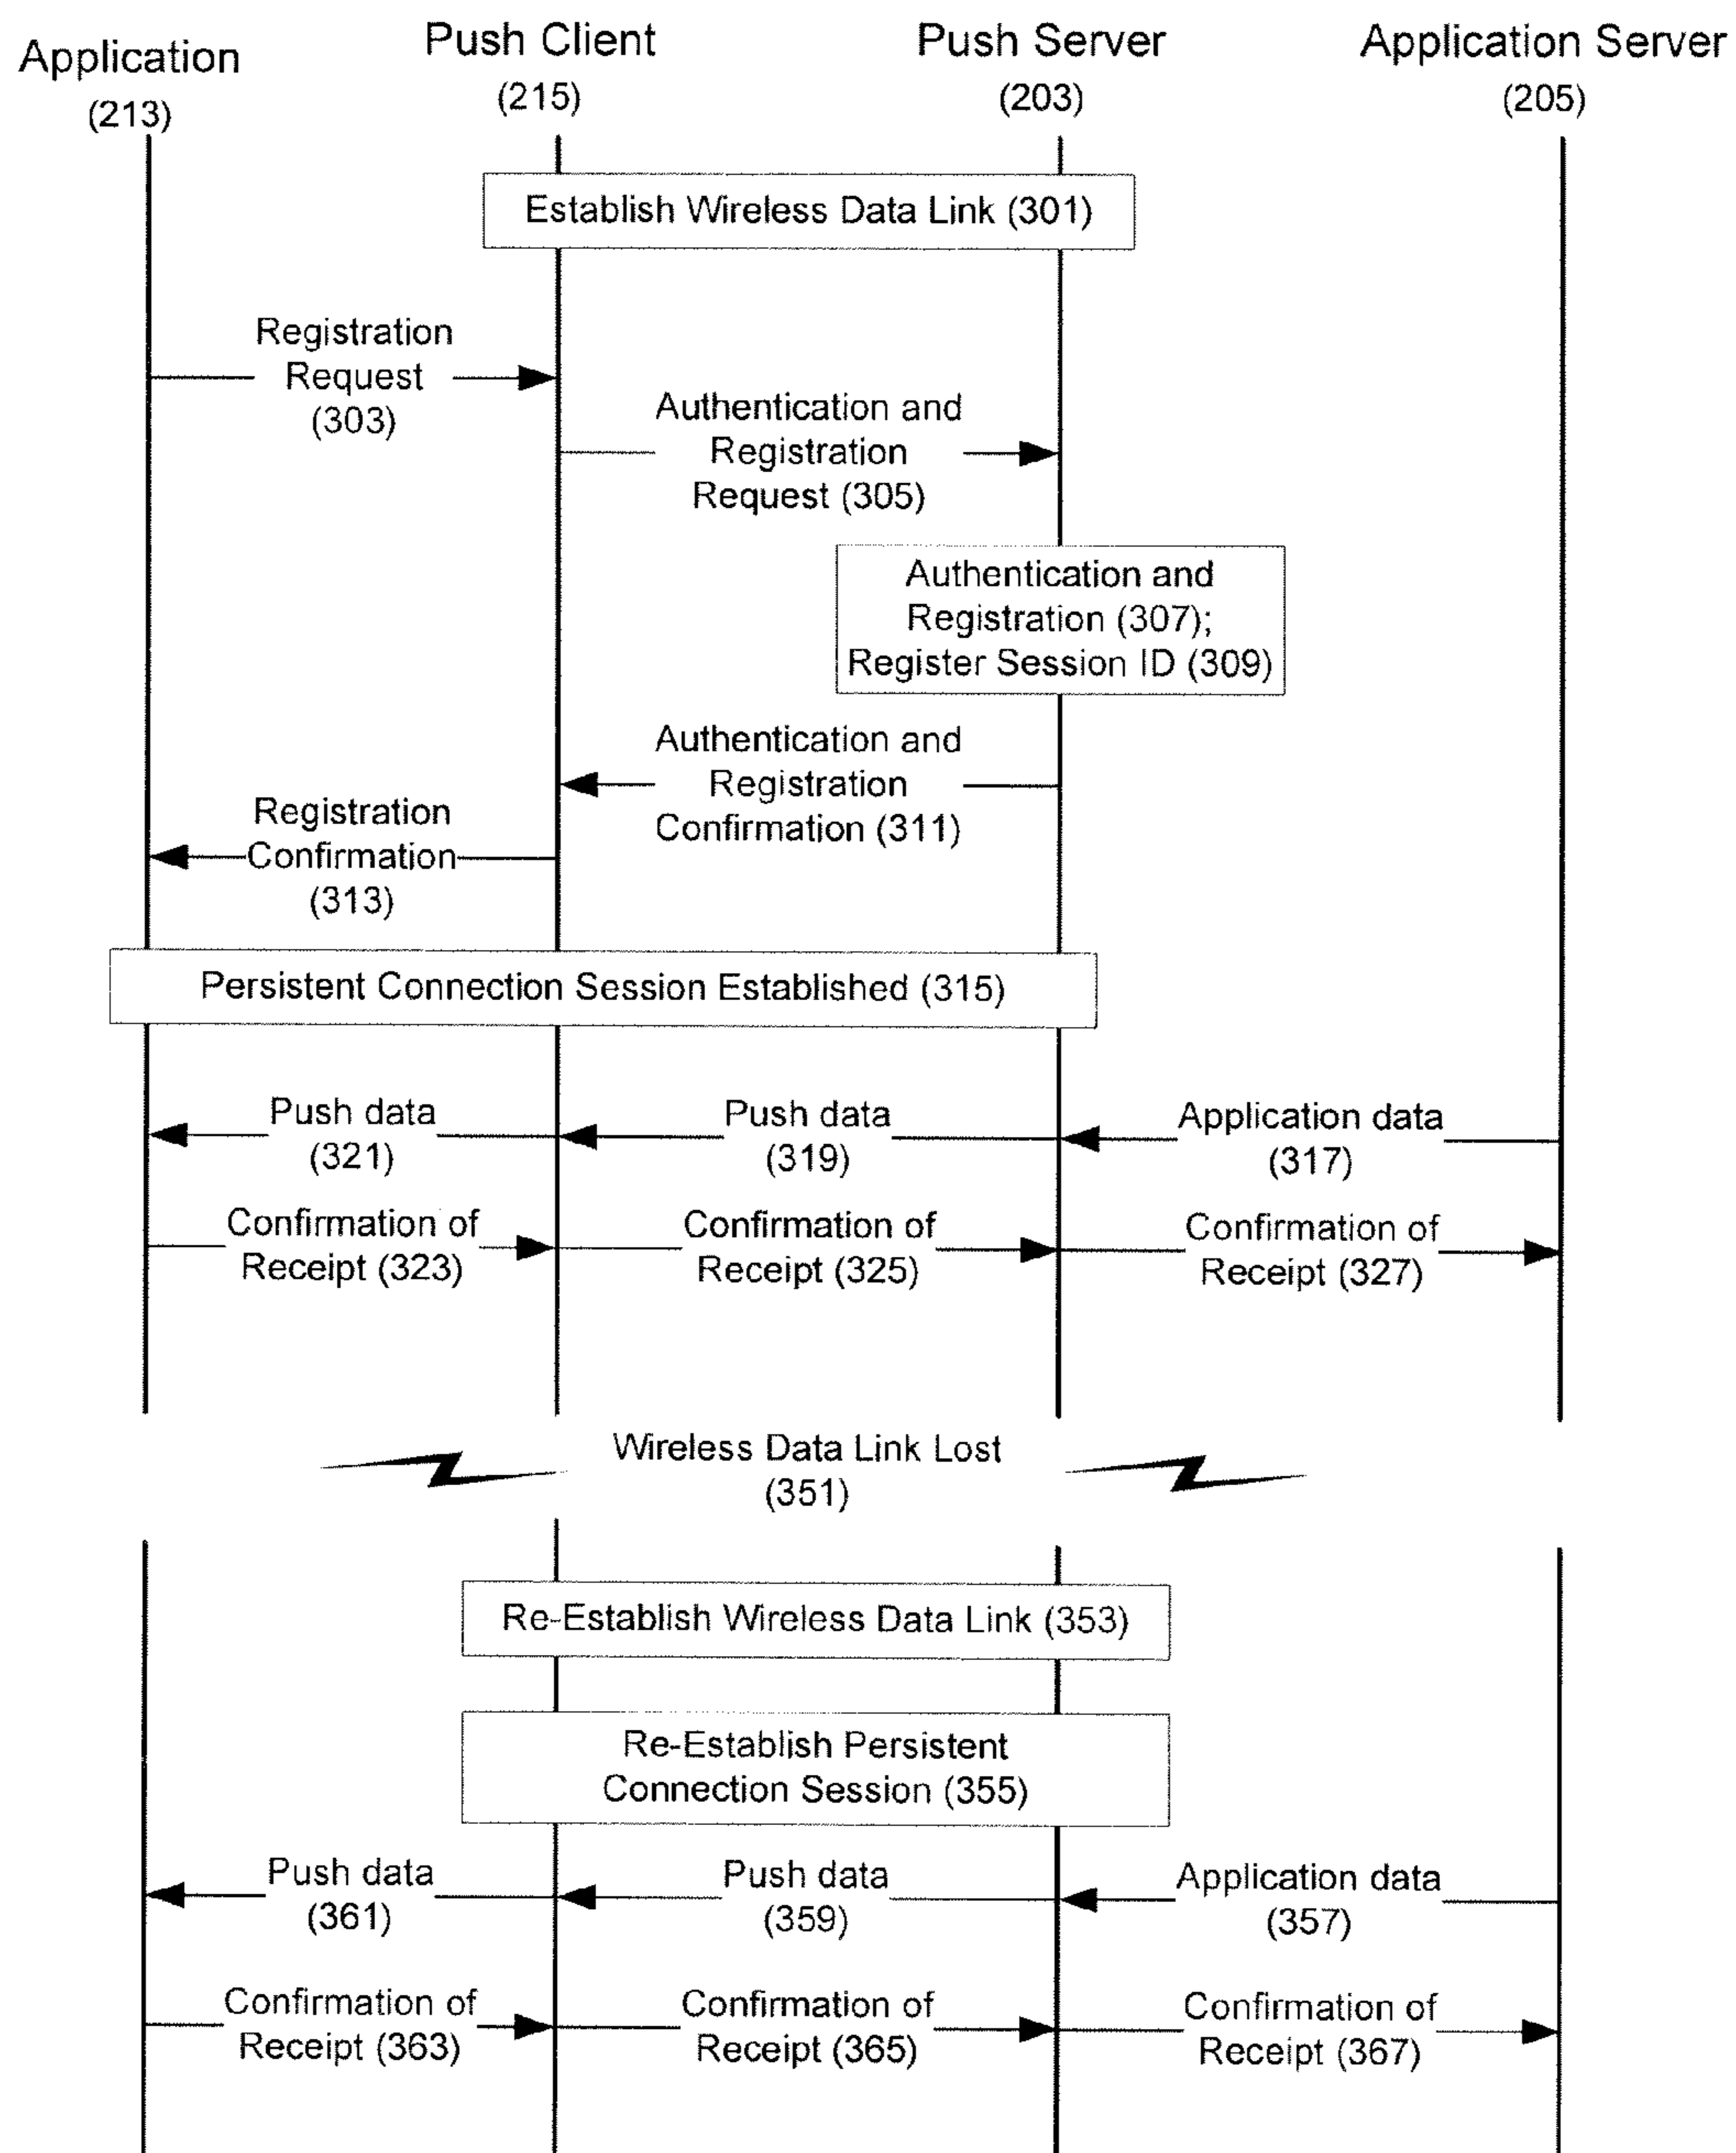 Application
(213)
Push Client
(215)
Push Server
(203)
Application Server
(205)
Establish Wireless Data Link (301)
Registration
Request
(303)
Authentication and
Registration
Request (305)
Authentication and
Registration (307);
Register Session ID (309)
Authentication and
Registration
Confirmation (311)
Registration
Confirmation
(313)
Persistent Connection Session Established (315)
Push data
(321)
Push data
(319)
Application data
(317)
Confirmation of
Receipt (323)
Confirmation of
Receipt (325)
Confirmation of
Receipt (327)
Wireless Data Link Lost
(351)
Re-Establish Wireless Data Link (353)
Re-Establish Persistent
Connection Session (355)
Push data
(361)
Push data
(359)
Application data
(357)
Confirmation of
Receipt (363)
Confirmation of
Receipt (365)
Confirmation of
Receipt (367)